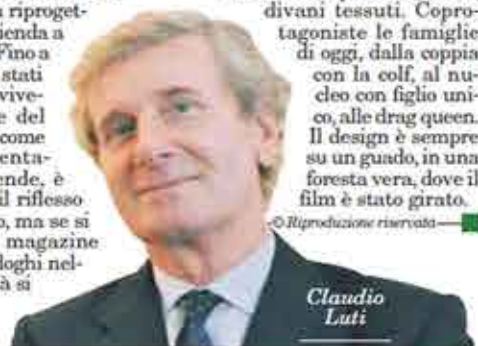 riproget-
ienda a
Fino a
stati
vive-
e del
come
enta-
ende, è
il riflesso
o, ma se si
magazine
loghi nel-
à si
divani tessuti. Copro-
tagoniste le famiglie
di oggi, dalla coppia
con la colf, al nu-
cleo con figlio uni-
co, alle drag queen.
Il design è sempre
su un guado, in una
foresta vera, dove il
film è stato girato.
© Riproduzione riservata
Claudio
Luti